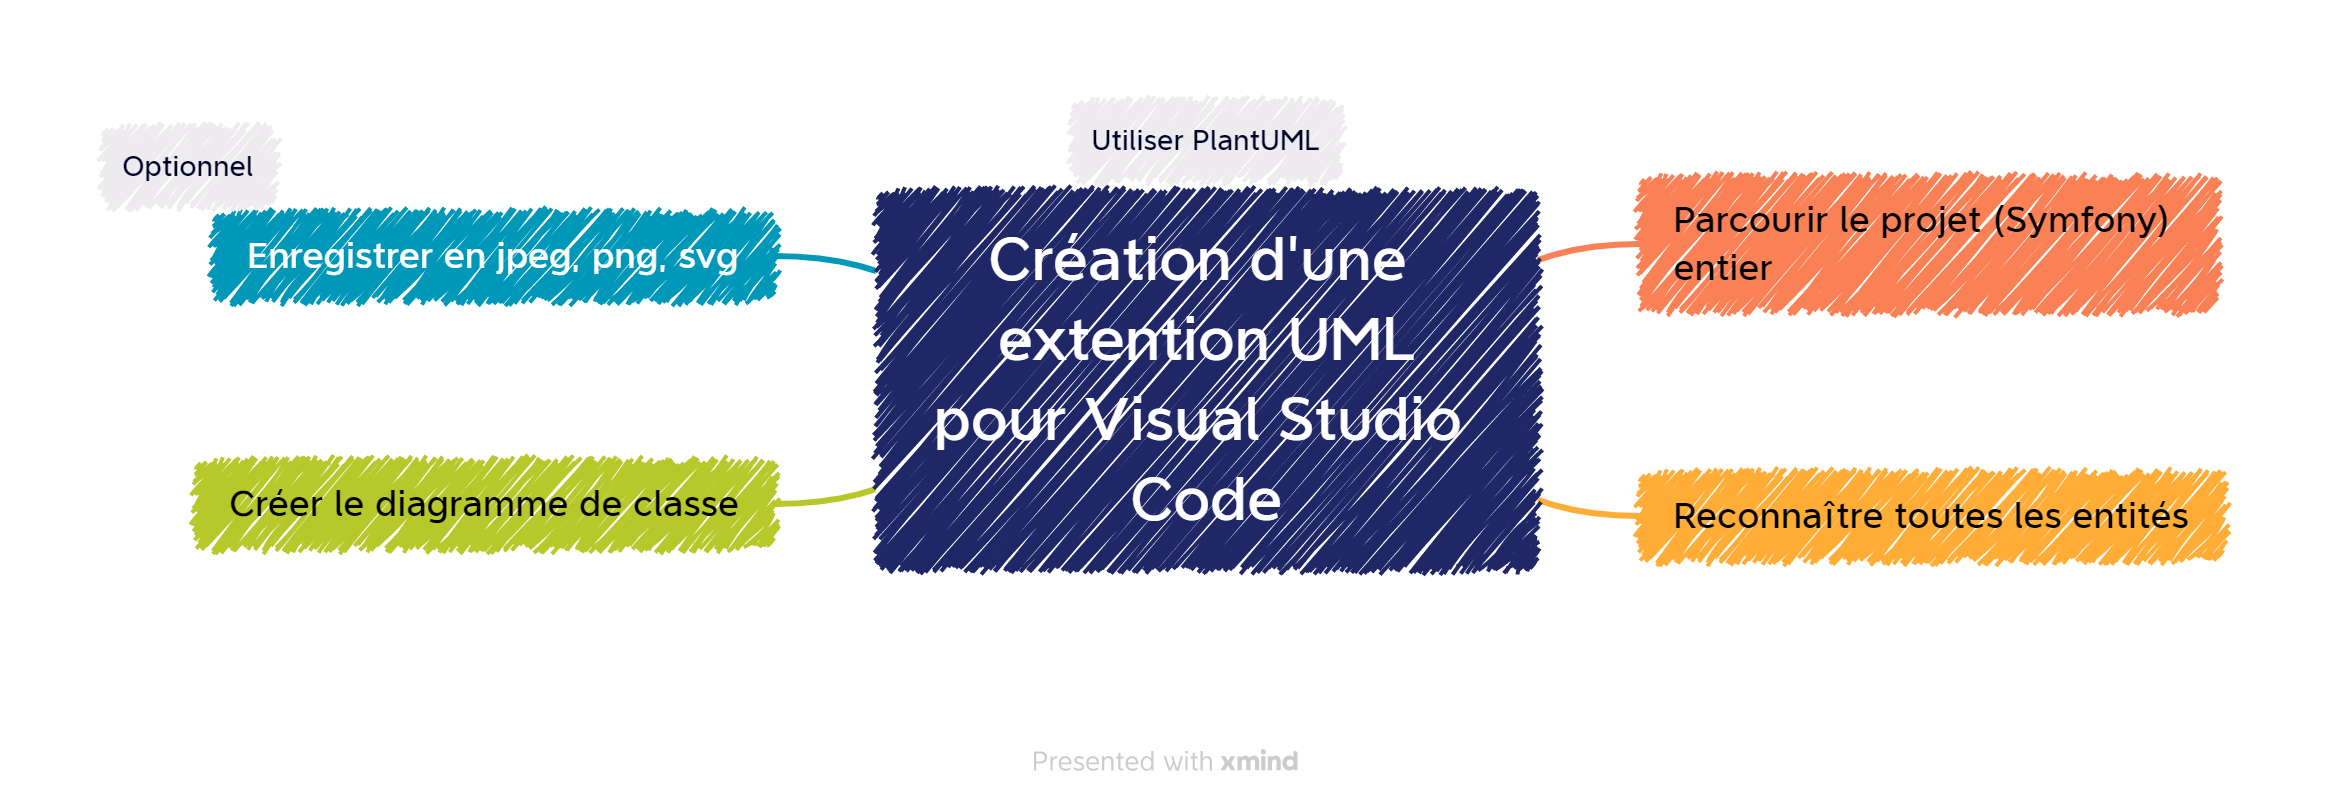 Optionnel
Enregistrer en jpeg, png, svg
Créer le diagramme de classe
Utiliser PlantUML
Création d'une
extention UML
pour Visual Studio
Code
Parcourir le projet (Symfony)
entier
Reconnaître toutes les entités
Presented with xmind